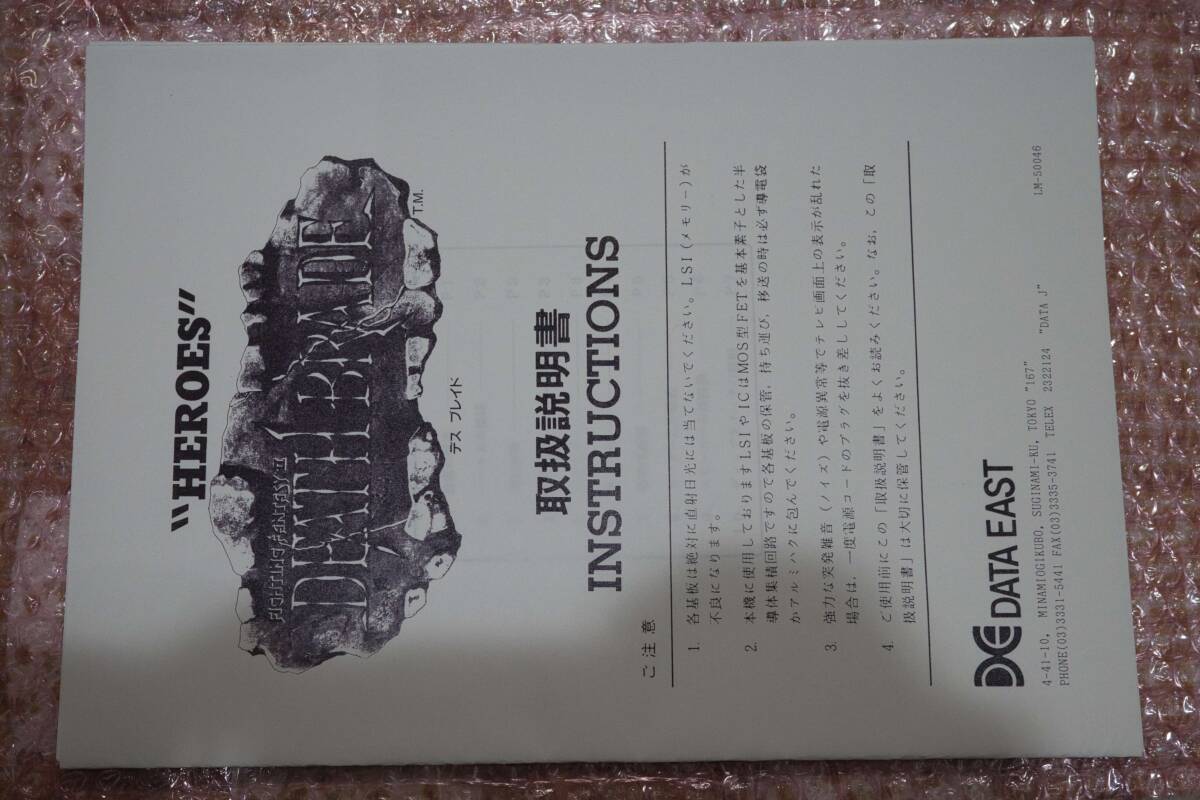 "HEROES"
FIGHTING FANTASY-Ⅱ
DEATH BRADE
T.M.
デス ブレイド
取扱説明書
INSTRUCTIONS
ご注意
1. 各基板は絶対に直射日光には当てないでください。LSI(メモリー)が
不良になります。
2. 本機に使用しておりますLSIやICはMOS型FETを基本素子とした半
導体集積回路ですので各基板の保管，持ち運び，移送の時は必ず導電袋
かアルミハクに包んでください。
3. 強力な突発雑音(ノイズ)や電源異常等でテレビ画面上の表示が乱れた
場合は，一度電源コードのプラグを抜き差ししてください。
4. ご使用前にこの「取扱説明書」をよくお読みください。なお，この「取
扱説明書」は大切に保管してください。
DE DATA EAST
4-41-10, MINAMIOGIKUBO, SUGINAMI-KU, TOKYO "167"
PHONE(03)3331-5441 FAX(03)3335-3741 TELEX 2322124 "DATA J"
LM-50046